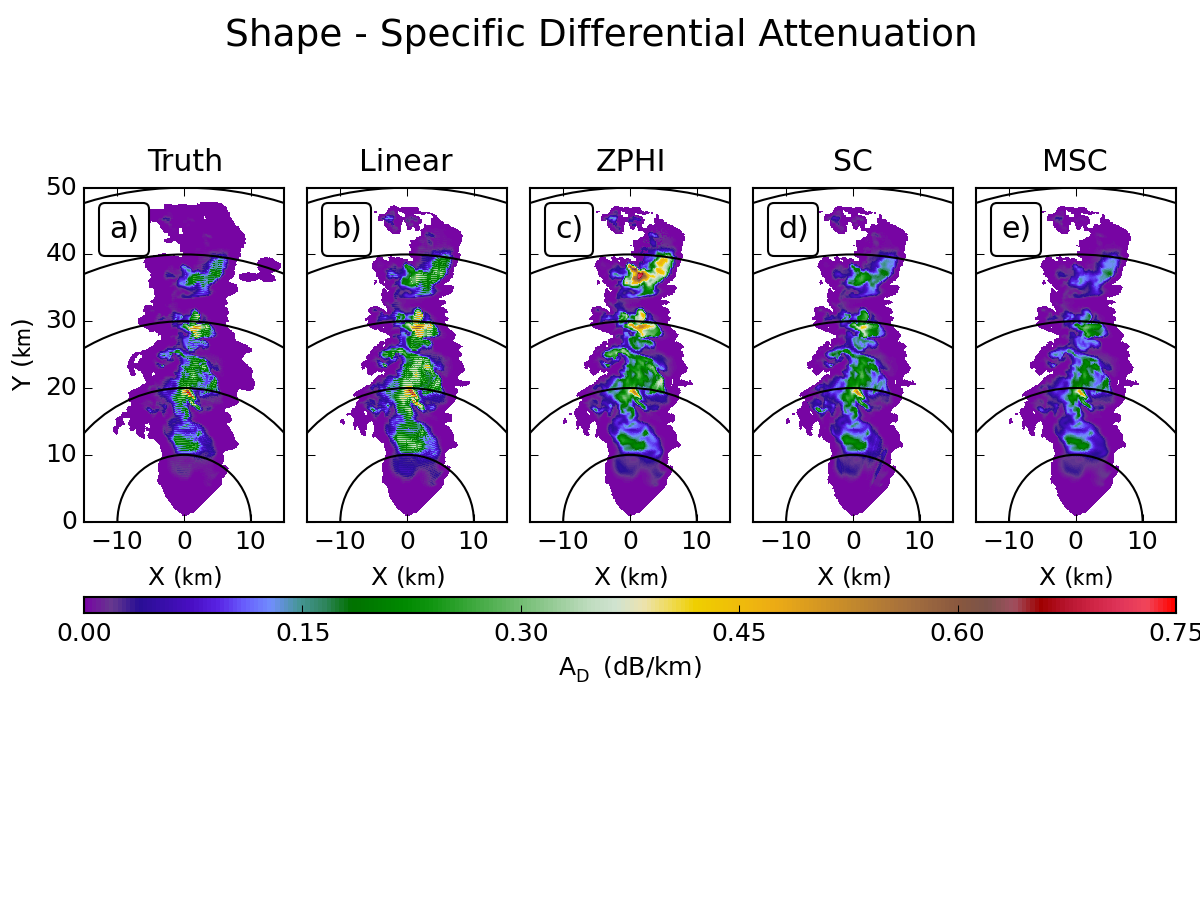 Shape - Specific Differential Attenuation
Truth Linear ZPHI SC MSC
a) b) c) d) e)
50
40
30
20
10
0
Y (km)
−10 0 10 −10 0 10 −10 0 10 −10 0 10 −10 0 10
X (km) X (km) X (km) X (km) X (km)
0.00 0.15 0.30 0.45 0.60 0.75
A_D (dB/km)